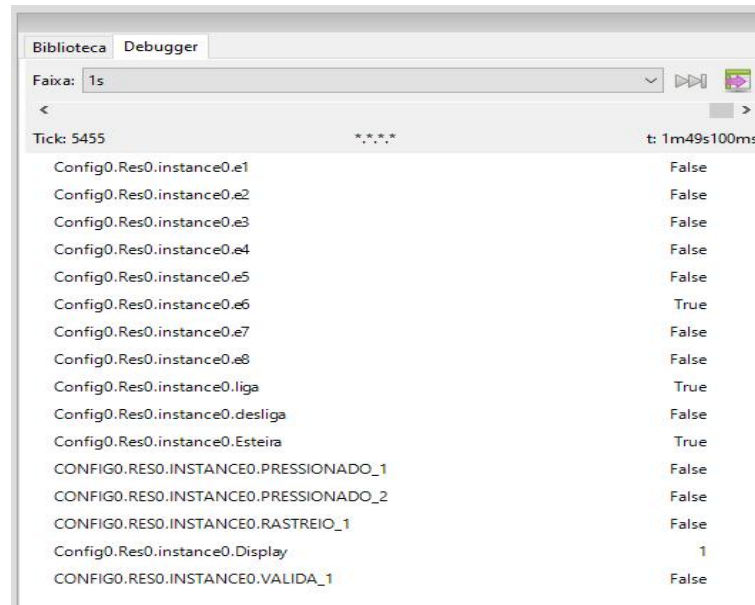 Biblioteca Debugger
Faixa: 1s
Tick: 5455 *.*.*.* t: 1m49s100ms
Config0.Res0.instance0.e1 False
Config0.Res0.instance0.e2 False
Config0.Res0.instance0.e3 False
Config0.Res0.instance0.e4 False
Config0.Res0.instance0.e5 False
Config0.Res0.instance0.e6 True
Config0.Res0.instance0.e7 False
Config0.Res0.instance0.e8 False
Config0.Res0.instance0.liga True
Config0.Res0.instance0.desliga False
Config0.Res0.instance0.Esteira True
CONFIG0.RES0.INSTANCE0.PRESSIONADO_1 False
CONFIG0.RES0.INSTANCE0.PRESSIONADO_2 False
CONFIG0.RES0.INSTANCE0.RASTREIO_1 False
Config0.Res0.instance0.Display 1
CONFIG0.RES0.INSTANCE0.VALIDA_1 False